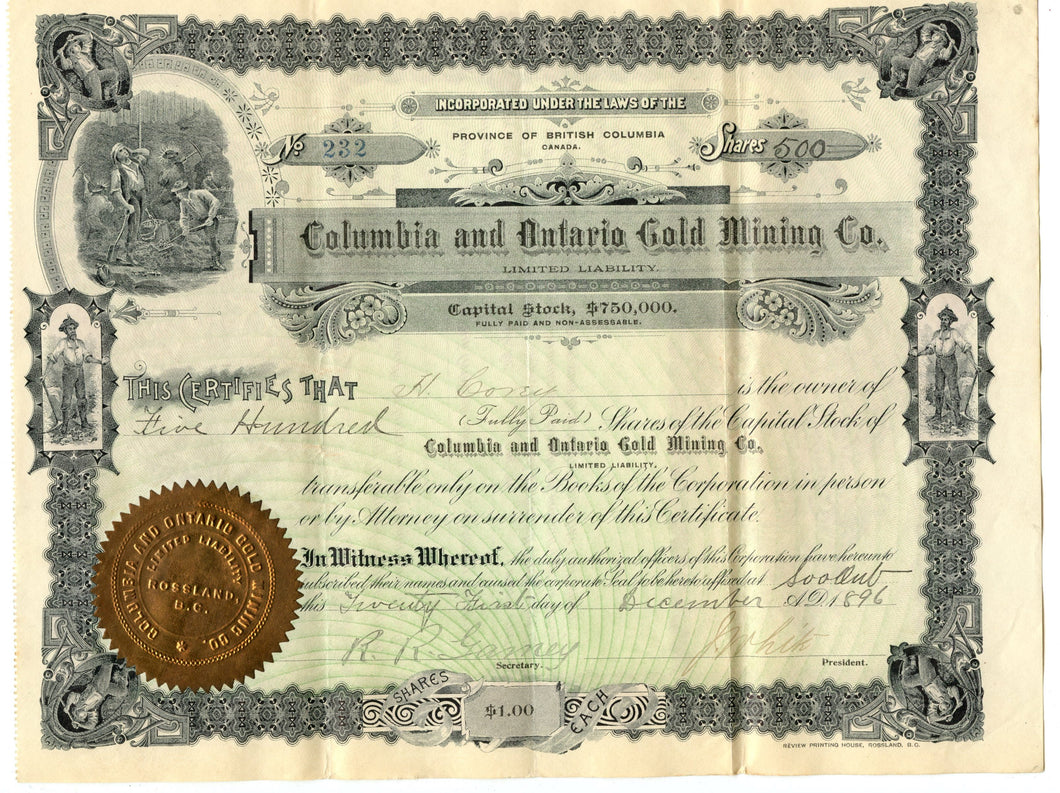 INCORPORATED UNDER THE LAWS OF THE
PROVINCE OF BRITISH COLUMBIA
CANADA.
No 232
Shares 500
Columbia and Ontario Gold Mining Co.
LIMITED LIABILITY.
Capital Stock, $750,000.
FULLY PAID AND NON-ASSESSABLE.
THIS CERTIFIES THAT H. Corey is the owner of
Five Hundred (Fully Paid) Shares of the Capital Stock of
Columbia and Ontario Gold Mining Co.
LIMITED LIABILITY.
transferable only on the Books of the Corporation in person
or by Attorney on surrender of this Certificate.
In Witness Whereof, the duly authorized officers of this Corporation have hereunto
subscribed their names and caused the corporate Seal to be hereto affixed at Soo Ont
this Twenty First day of December A.D. 1896
R. R. Gamey
Secretary.
President.
COLUMBIA AND ONTARIO GOLD MINING CO.
LIMITED LIABILITY.
ROSSLAND,
B.C.
SHARES
$1.00
EACH
REVIEW PRINTING HOUSE, ROSSLAND, B.C.